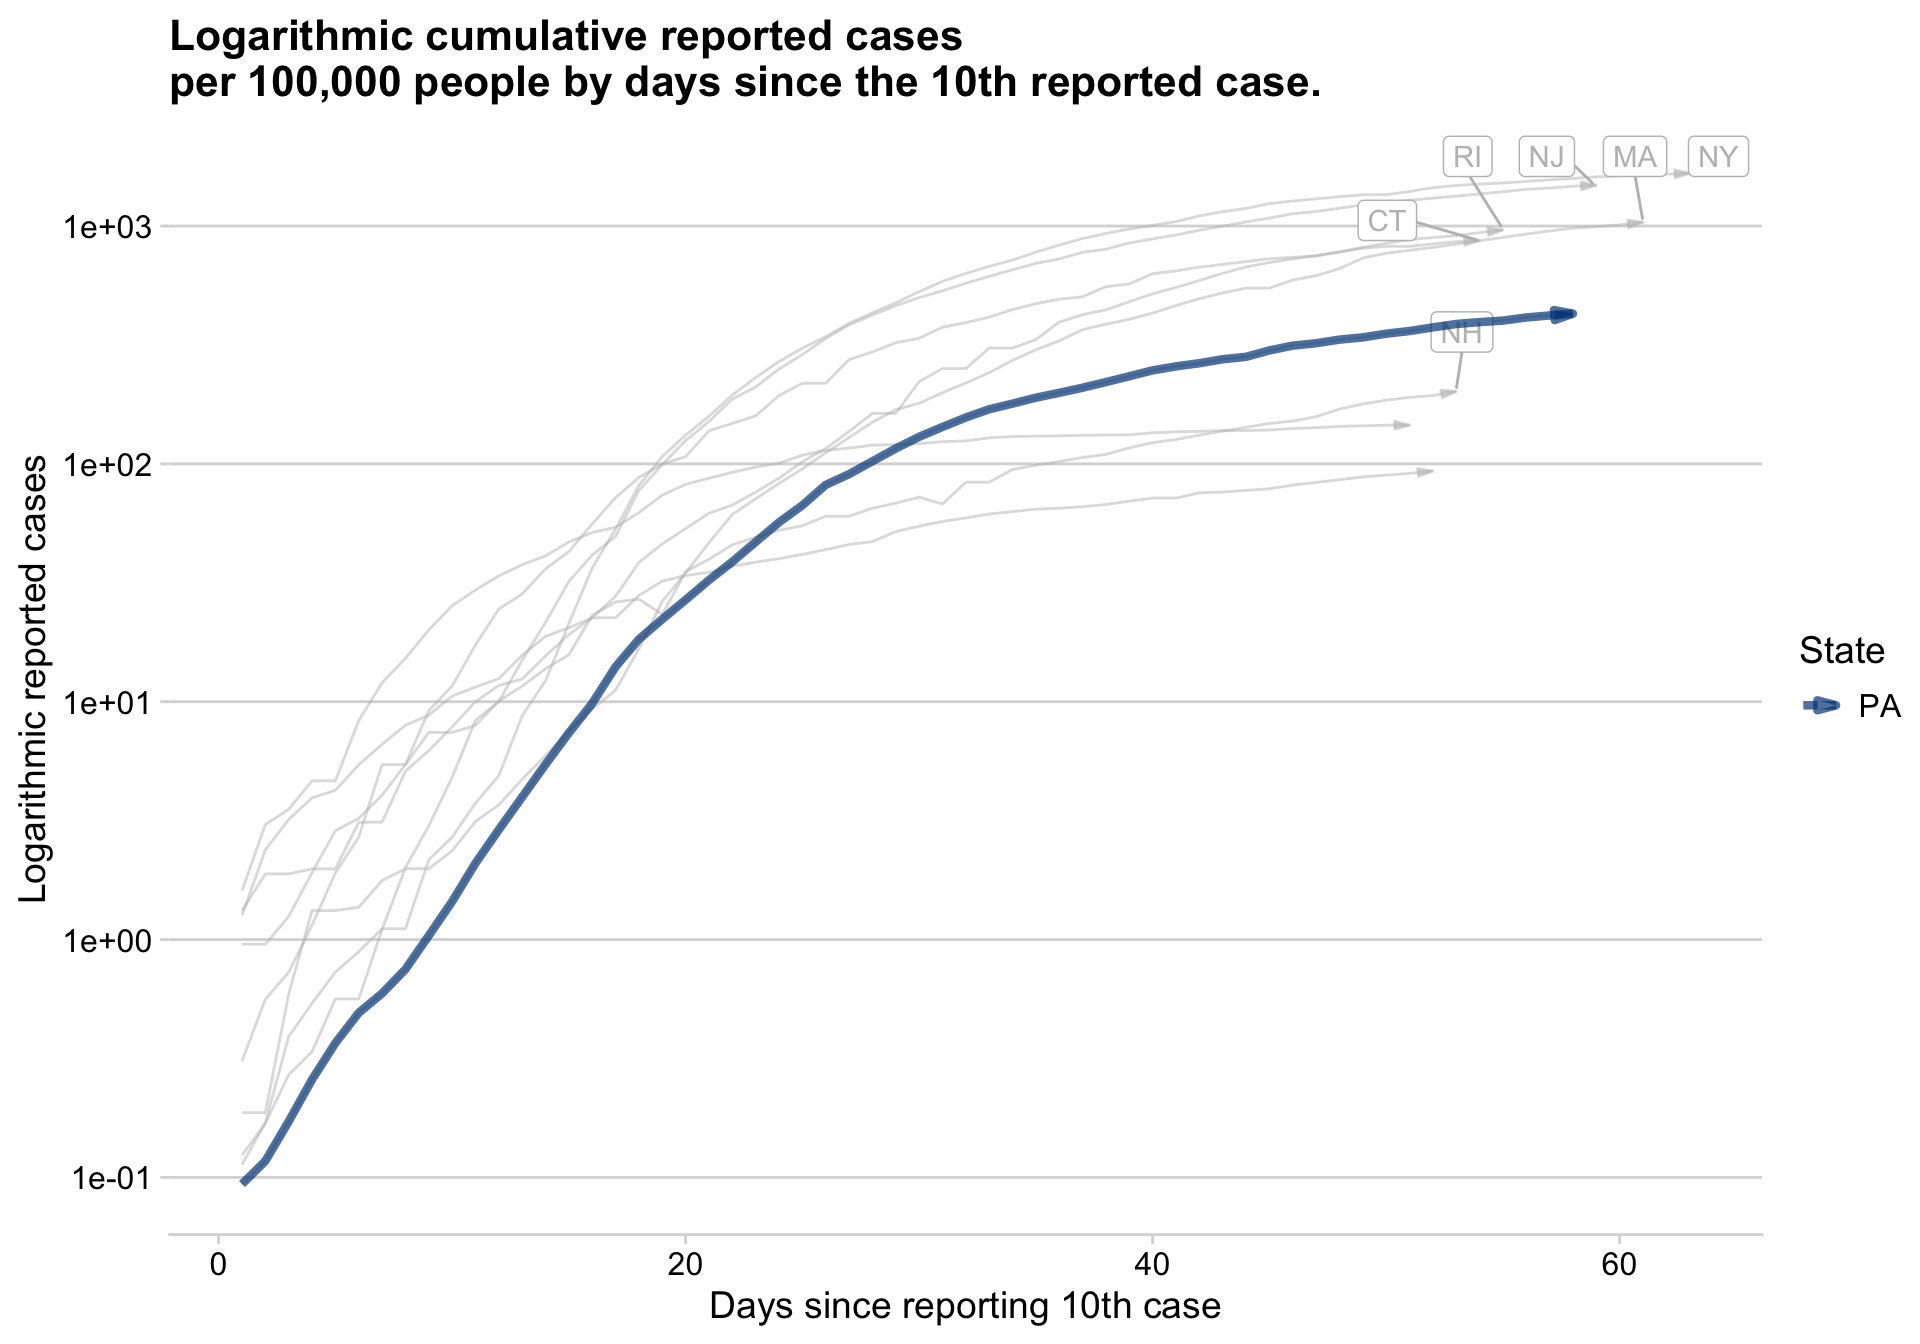 Logarithmic cumulative reported cases
per 100,000 people by days since the 10th reported case.
RI NJ MA NY
CT
NH
1e+03
1e+02
1e+01
1e+00
1e-01
Logarithmic reported cases
State
PA
0 20 40 60
Days since reporting 10th case